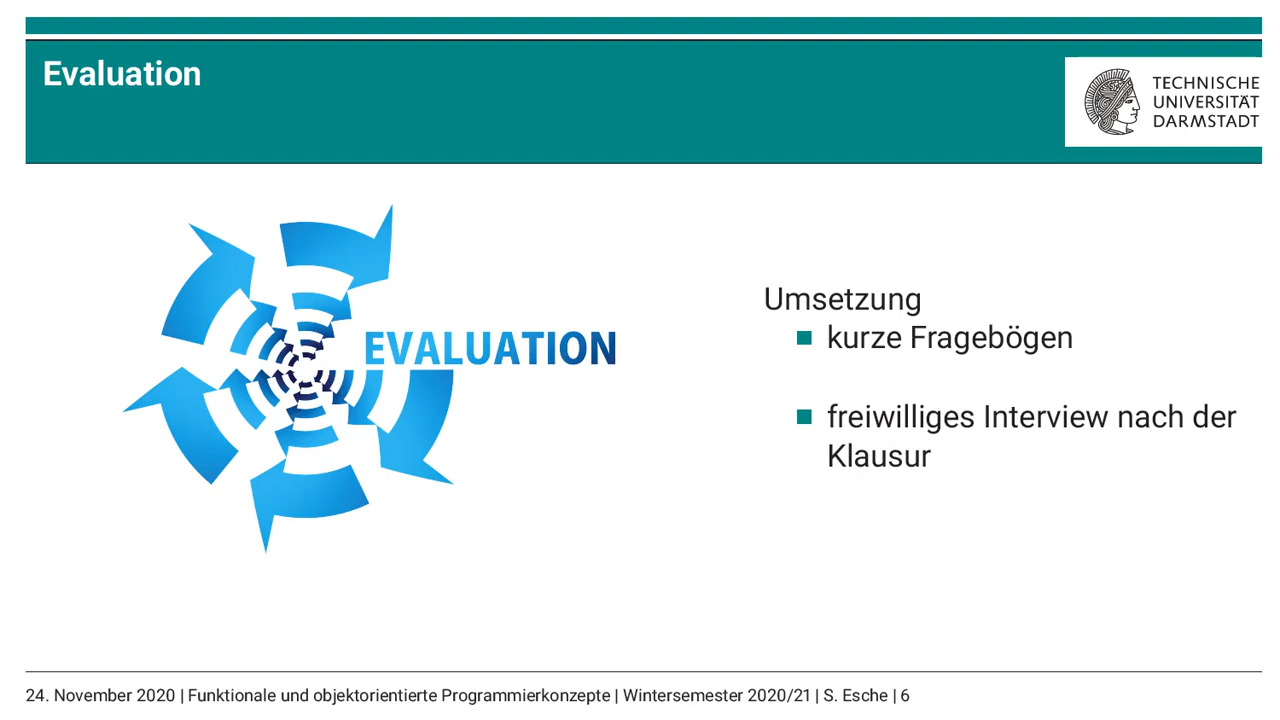 Evaluation
TECHNISCHE
UNIVERSITÄT
DARMSTADT
EVALUATION
Umsetzung
kurze Fragebögen
freiwilliges Interview nach der
Klausur
24. November 2020 | Funktionale und objektorientierte Programmierkonzepte | Wintersemester 2020/21 | S. Esche | 6